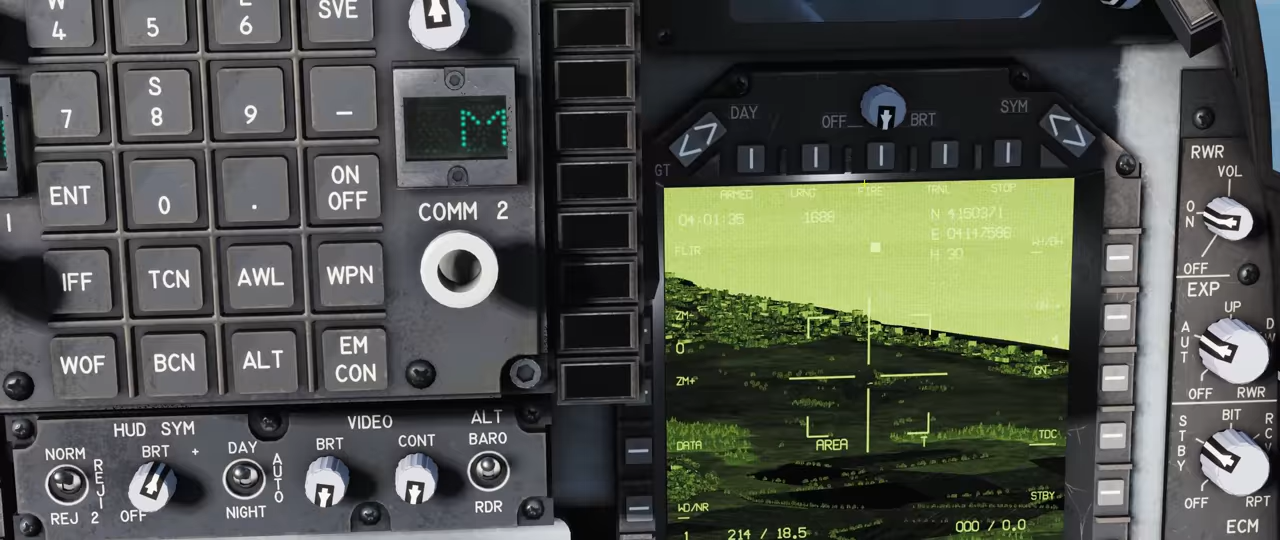 W
4
5
E
6
SVE
7
S
8
9
–
M
ENT
0
.
ON
OFF
COMM 2
IFF
TCN
AWL
WPN
WOF
BCN
ALT
EM
CON
HUD SYM
VIDEO
ALT
NORM
BRT
+
DAY
BRT
CONT
BARO
REJ 1
AUTO
REJ 2
OFF
NIGHT
RDR
DAY
OFF
BRT
SYM
GT
ARMED
LRNG
FIRE
TRNL
STOP
04:01:35
1688
N 4150371
FLIR
H 30
ZM-
0
ZM+
GN
DATA
AREA
T
TDC
STBY
WD/NR
1
214 / 18.5
000 / 0.0
RWR
VOL
ON
OFF
EXP
UP
AUT
OFF
RWR
BIT
STBY
OFF
RPT
ECM